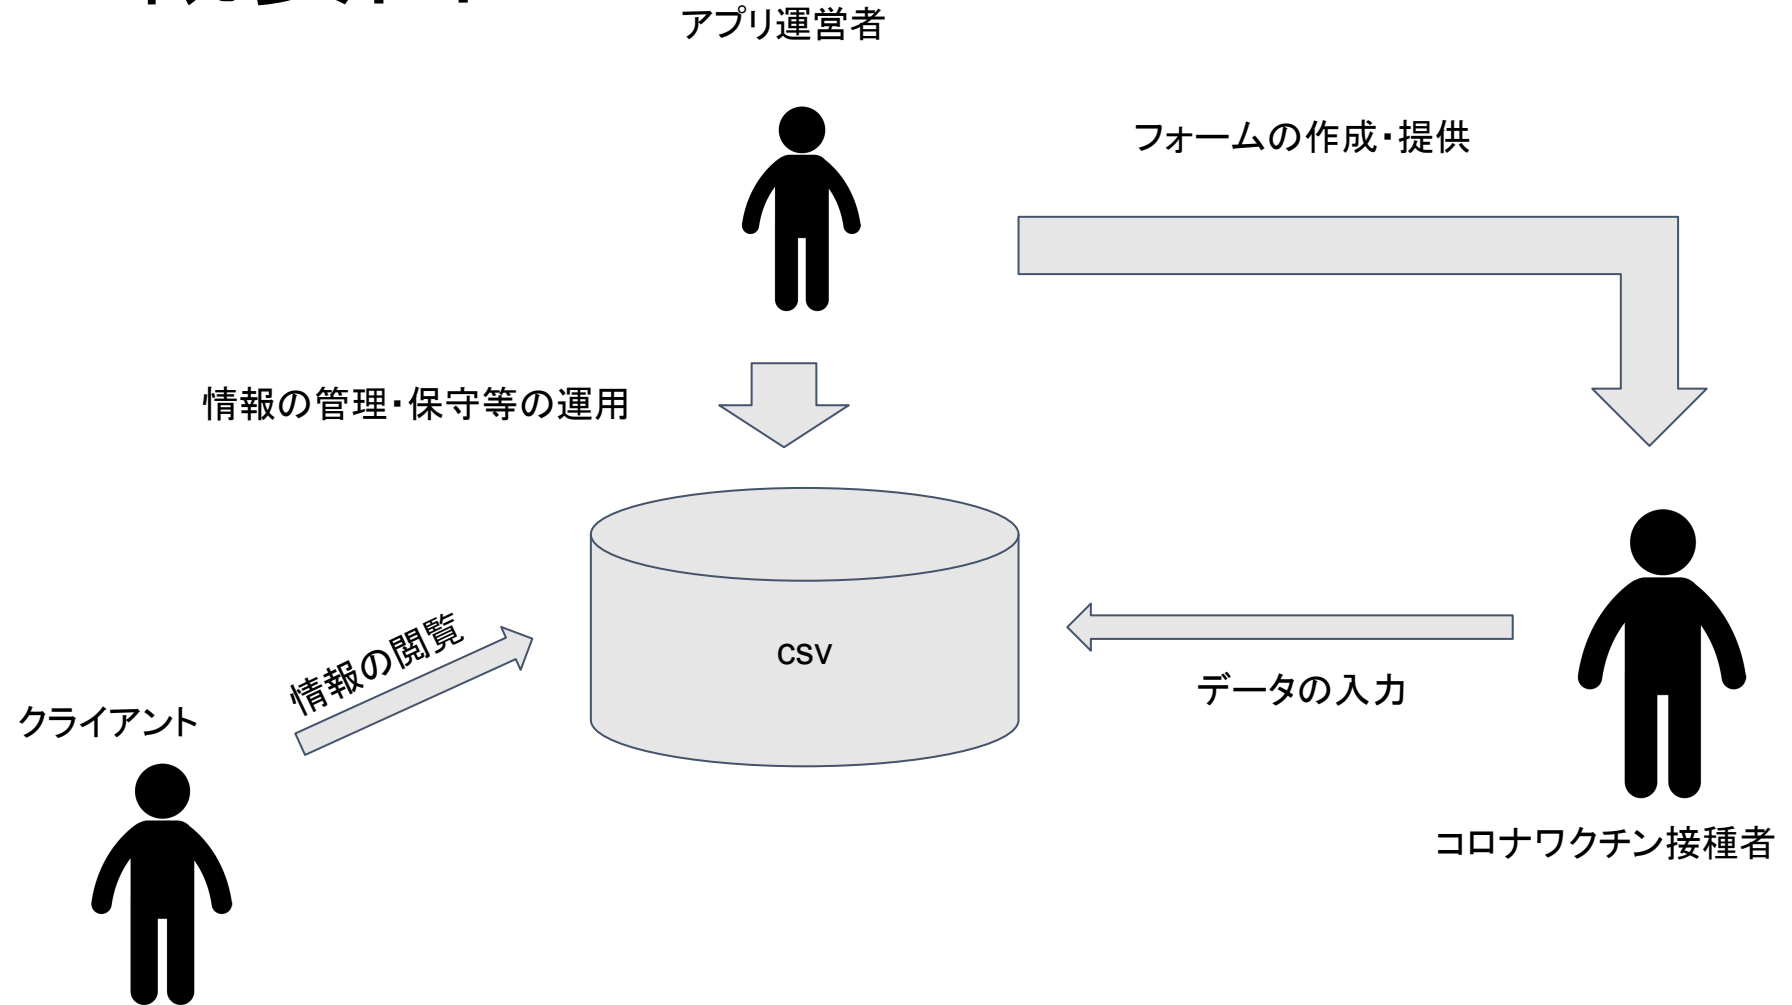 アプリ運営者
フォームの作成・提供
情報の管理・保守等の運用
情報の閲覧
CSV
データの入力
クライアント
コロナワクチン接種者